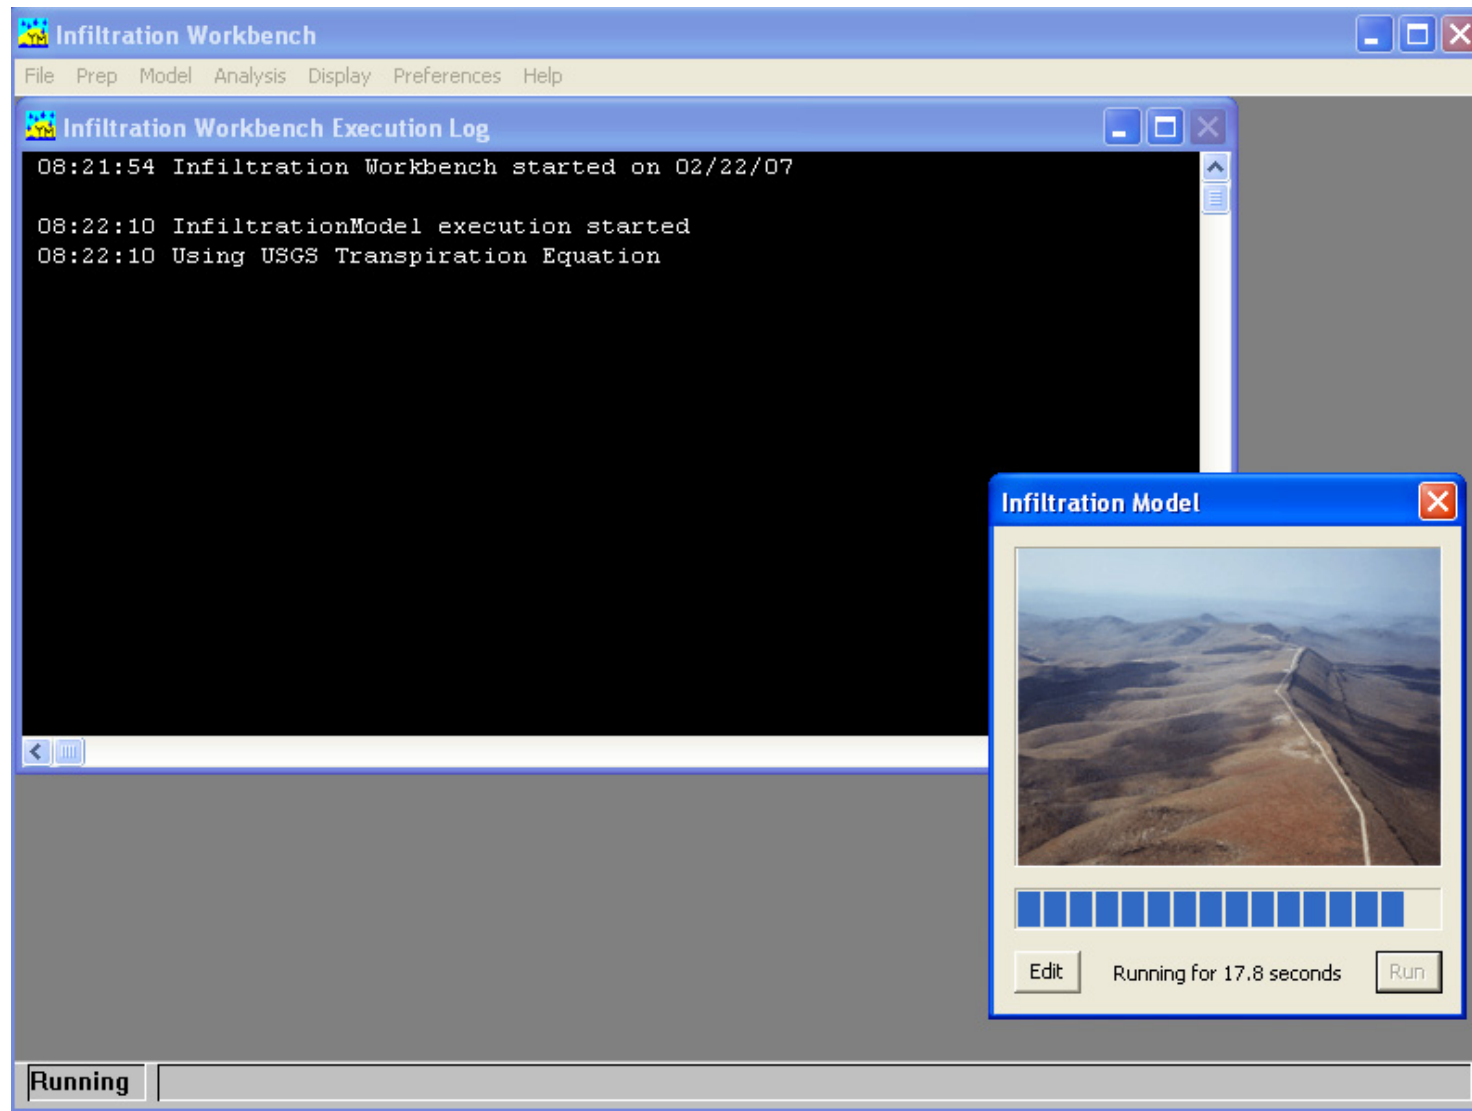 YM Infiltration Workbench
File Prep Model Analysis Display Preferences Help
YM Infiltration Workbench Execution Log
08:21:54 Infiltration Workbench started on 02/22/07
08:22:10 InfiltrationModel execution started
08:22:10 Using USGS Transpiration Equation
Infiltration Model
Edit Running for 17.8 seconds Run
Running